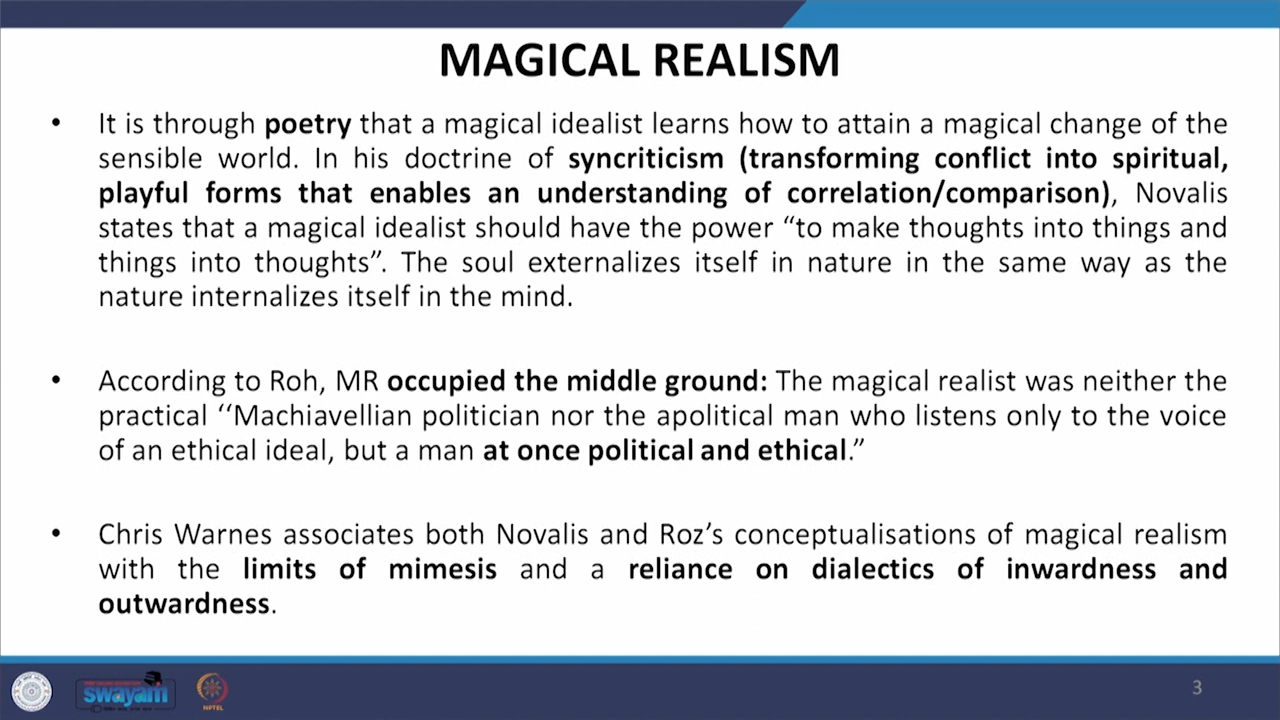 MAGICAL REALISM
• It is through poetry that a magical idealist learns how to attain a magical change of the
sensible world. In his doctrine of syncriticism (transforming conflict into spiritual,
playful forms that enables an understanding of correlation/comparison), Novalis
states that a magical idealist should have the power “to make thoughts into things and
things into thoughts”. The soul externalizes itself in nature in the same way as the
nature internalizes itself in the mind.
• According to Roh, MR occupied the middle ground: The magical realist was neither the
practical ‘‘Machiavellian politician nor the apolitical man who listens only to the voice
of an ethical ideal, but a man at once political and ethical.”
• Chris Warnes associates both Novalis and Roz’s conceptualisations of magical realism
with the limits of mimesis and a reliance on dialectics of inwardness and
outwardness.
swayam
NPTEL
3